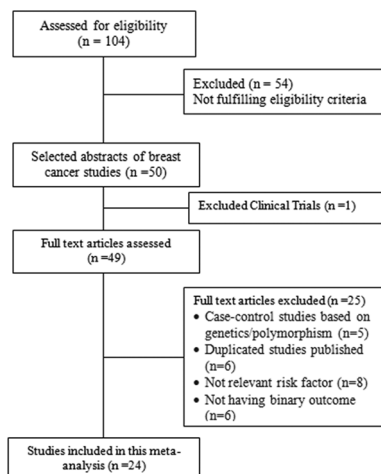 Assessed for eligibility
(n = 104)
Excluded (n = 54)
Not fulfilling eligibility criteria
Selected abstracts of breast
cancer studies (n =50)
Excluded Clinical Trials (n =1)
Full text articles assessed
(n =49)
Full text articles excluded (n =25)
• Case-control studies based on
genetics/polymorphism (n=5)
• Duplicated studies published
(n=6)
• Not relevant risk factor (n=8)
• Not having binary outcome
(n=6)
Studies included in this meta-
analysis (n =24)